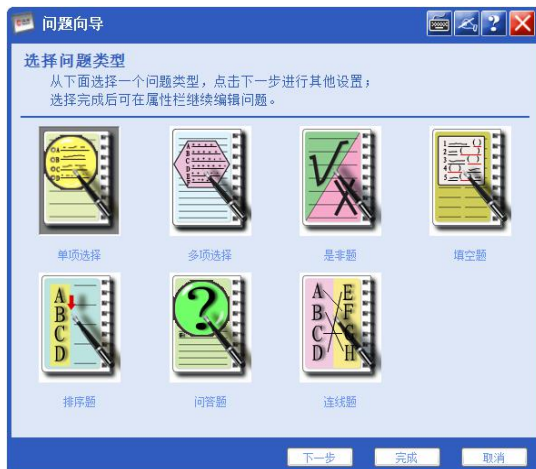 问题向导
选择问题类型
从下面选择一个问题类型，点击下一步进行其他设置；
选择完成后可在属性栏继续编辑问题。
单项选择
多项选择
是非题
填空题
排序题
问答题
连线题
下一步
完成
取消